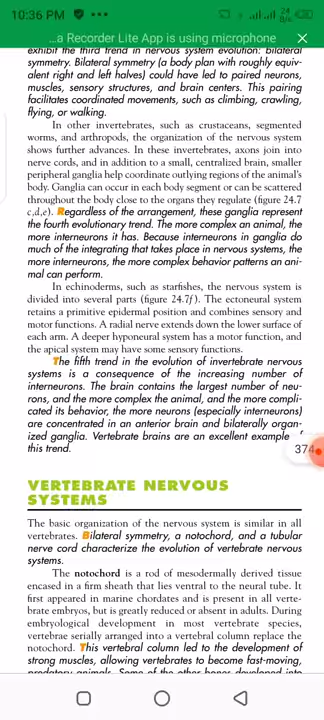 10:36 PM
24
B/s
...a Recorder Lite App is using microphone
exhibit the third trend in nervous system evolution: bilateral
symmetry. Bilateral symmetry (a body plan with roughly equiv-
alent right and left halves) could have led to paired neurons,
muscles, sensory structures, and brain centers. This pairing
facilitates coordinated movements, such as climbing, crawling,
flying, or walking.
In other invertebrates, such as crustaceans, segmented
worms, and arthropods, the organization of the nervous system
shows further advances. In these invertebrates, axons join into
nerve cords, and in addition to a small, centralized brain, smaller
peripheral ganglia help coordinate outlying regions of the animal's
body. Ganglia can occur in each body segment or can be scattered
throughout the body close to the organs they regulate (figure 24.7
c,d,e). Regardless of the arrangement, these ganglia represent
the fourth evolutionary trend. The more complex an animal, the
more interneurons it has. Because interneurons in ganglia do
much of the integrating that takes place in nervous systems, the
more interneurons, the more complex behavior patterns an ani-
mal can perform.
In echinoderms, such as starfishes, the nervous system is
divided into several parts (figure 24.7f). The ectoneural system
retains a primitive epidermal position and combines sensory and
motor functions. A radial nerve extends down the lower surface of
each arm. A deeper hyponeural system has a motor function, and
the apical system may have some sensory functions.
The fifth trend in the evolution of invertebrate nervous
systems is a consequence of the increasing number of
interneurons. The brain contains the largest number of neu-
rons, and the more complex the animal, and the more compli-
cated its behavior, the more neurons (especially interneurons)
are concentrated in an anterior brain and bilaterally organ-
ized ganglia. Vertebrate brains are an excellent example
this trend.
374
VERTEBRATE NERVOUS
SYSTEMS
The basic organization of the nervous system is similar in all
vertebrates. Bilateral symmetry, a notochord, and a tubular
nerve cord characterize the evolution of vertebrate nervous
systems.
The notochord is a rod of mesodermally derived tissue
encased in a firm sheath that lies ventral to the neural tube. It
first appeared in marine chordates and is present in all verte-
brate embryos, but is greatly reduced or absent in adults. During
embryological development in most vertebrate species,
vertebrae serially arranged into a vertebral column replace the
notochord. This vertebral column led to the development of
strong muscles, allowing vertebrates to become fast-moving,
predatory animals. Some of the other bones developed into